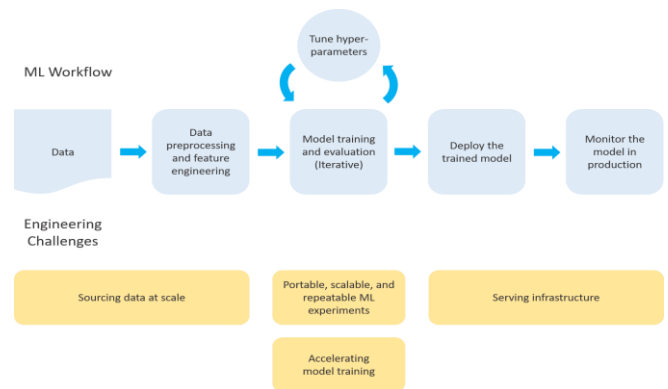 Tune hyper-
parameters
ML Workflow
Data
Data
preprocessing
and feature
engineering
Model training
and evaluation
(Iterative)
Deploy the
trained model
Monitor the
model in
production
Engineering
Challenges
Sourcing data at scale
Portable, scalable, and
repeatable ML
experiments
Serving infrastructure
Accelerating
model training